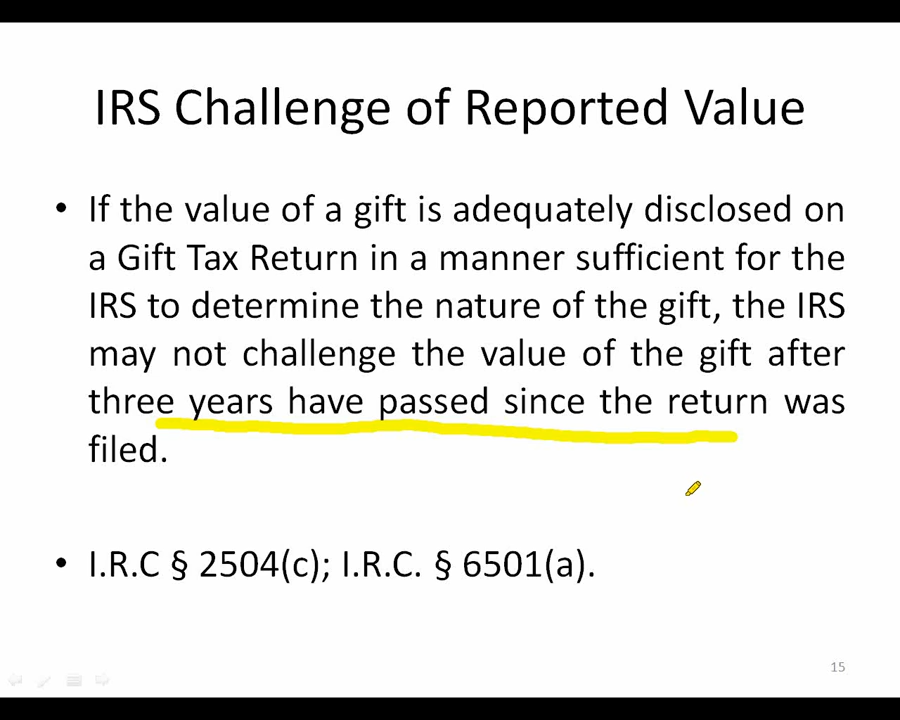 IRS Challenge of Reported Value
• If the value of a gift is adequately disclosed on
a Gift Tax Return in a manner sufficient for the
IRS to determine the nature of the gift, the IRS
may not challenge the value of the gift after
three years have passed since the return was
filed.
• I.R.C § 2504(c); I.R.C. § 6501(a).
15